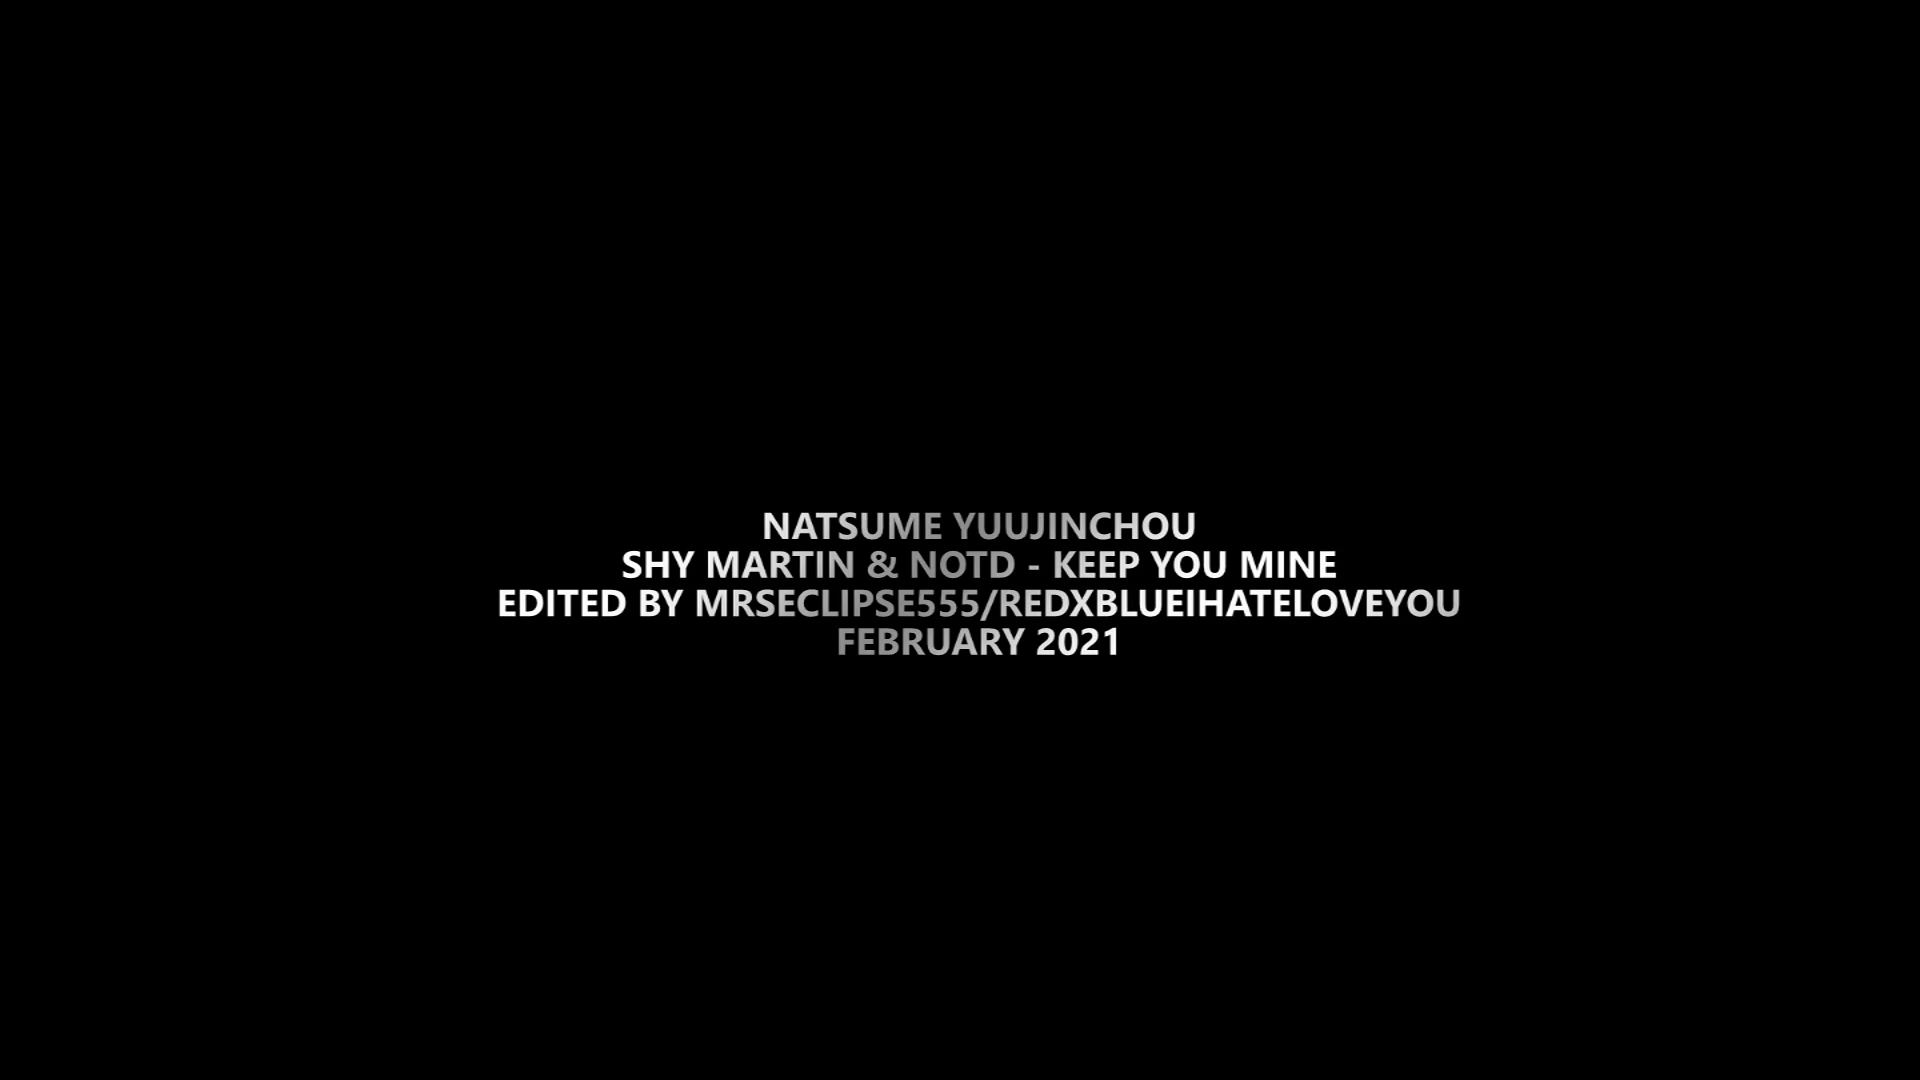 NATSUME YUUJINCHOU
SHY MARTIN & NOTD - KEEP YOU MINE
EDITED BY MRSECLIPSE555/REDXBLUEIHATELOVEYOU
FEBRUARY 2021